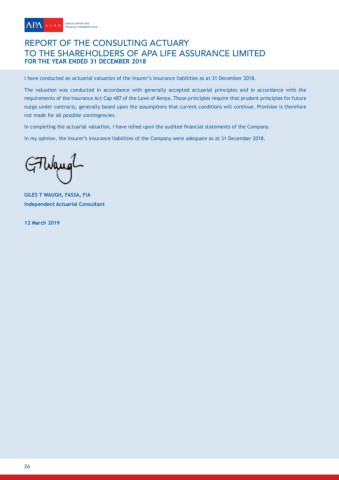 APA LIFE ANNUAL REPORT AND
FINANCIAL STATEMENTS 2018
REPORT OF THE CONSULTING ACTUARY
TO THE SHAREHOLDERS OF APA LIFE ASSURANCE LIMITED
FOR THE YEAR ENDED 31 DECEMBER 2018
I have conducted an actuarial valuation of the insurer's insurance liabilities as at 31 December 2018.
The valuation was conducted in accordance with generally accepted actuarial principles and in accordance with the
requirements of the Insurance Act Cap 487 of the Laws of Kenya. Those principles require that prudent principles for future
outgo under contracts, generally based upon the assumptions that current conditions will continue. Provision is therefore
not made for all possible contingencies.
In completing the actuarial valuation, I have relied upon the audited financial statements of the Company.
In my opinion, the insurer's insurance liabilities of the Company were adequate as at 31 December 2018.
GTWaugh
GILES T WAUGH, FASSA, FIA
Independent Actuarial Consultant
12 March 2019
26